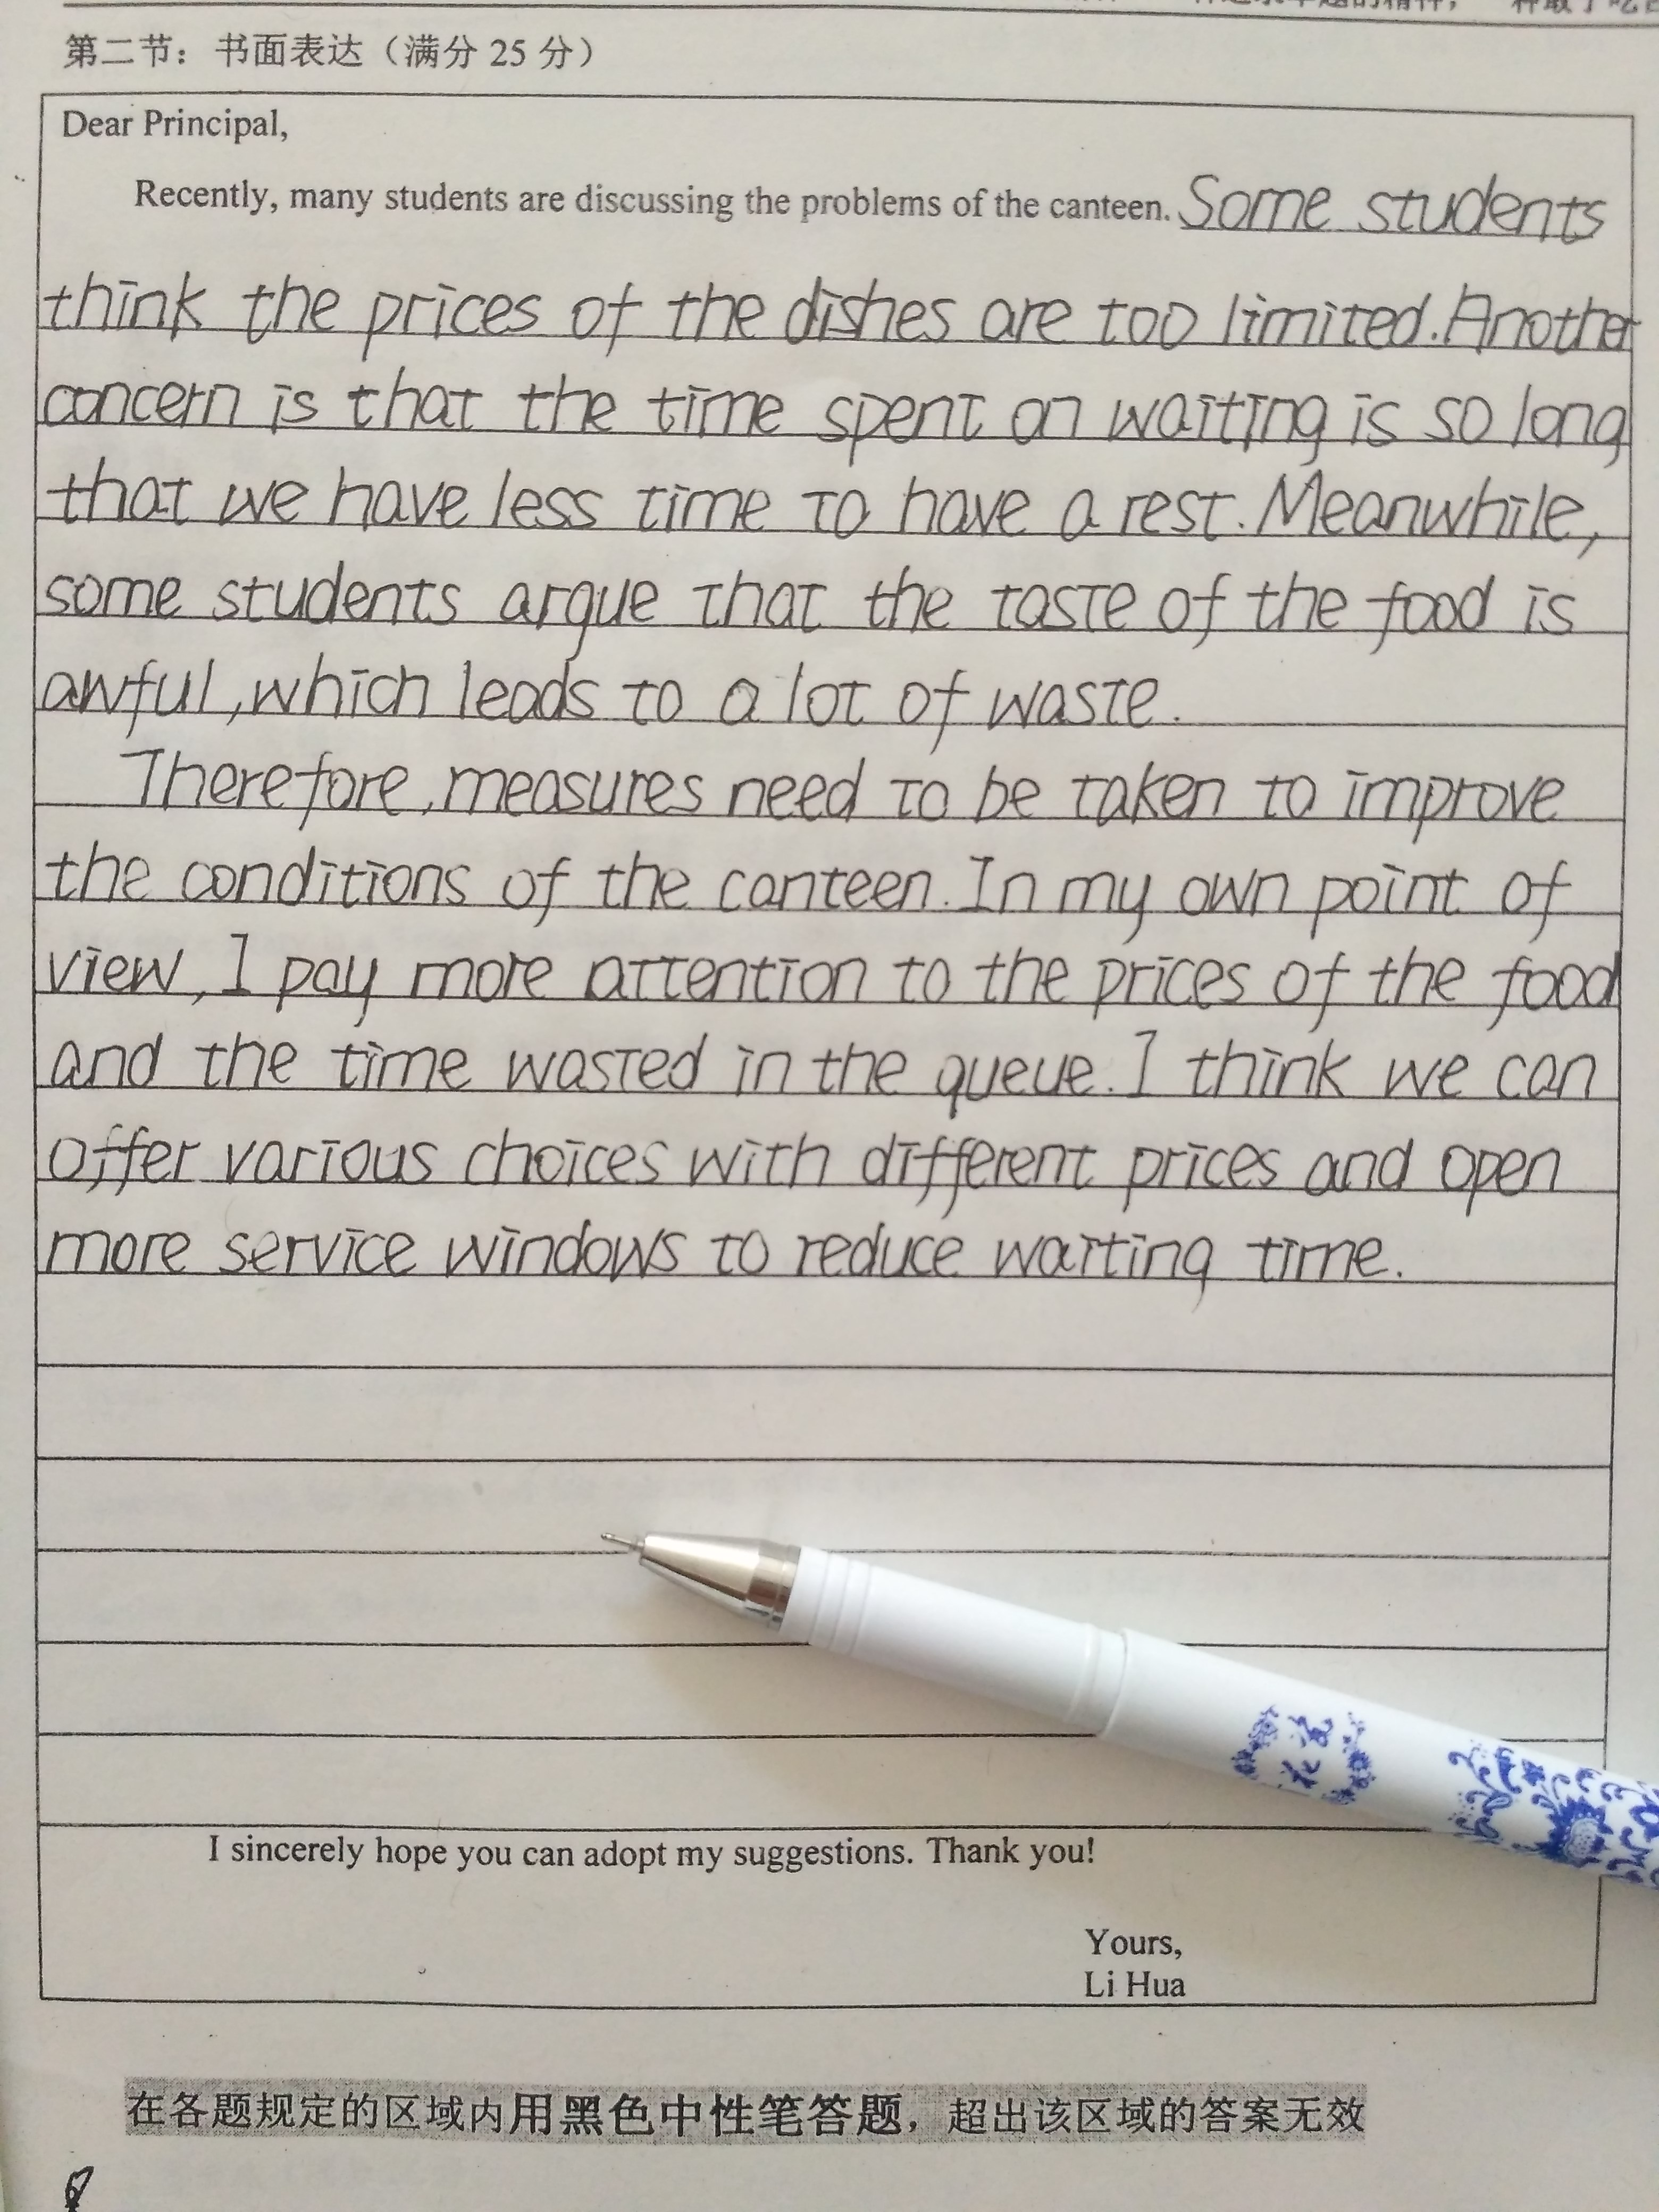 第二节：书面表达（满分 25 分）
Dear Principal,
Recently, many students are discussing the problems of the canteen. Some students
think the prices of the dishes are too limited. Another
concern is that the time spent on waiting is so long
that we have less time to have a rest. Meanwhile,
some students argue that the taste of the food is
awful, which leads to a lot of waste.
Therefore, measures need to be taken to improve
the conditions of the canteen. In my own point of
view, I pay more attention to the prices of the food
and the time wasted in the queue. I think we can
offer various choices with different prices and open
more service windows to reduce waiting time.
I sincerely hope you can adopt my suggestions. Thank you!
Yours,
Li Hua
在各题规定的区域内用黑色中性笔答题，超出该区域的答案无效